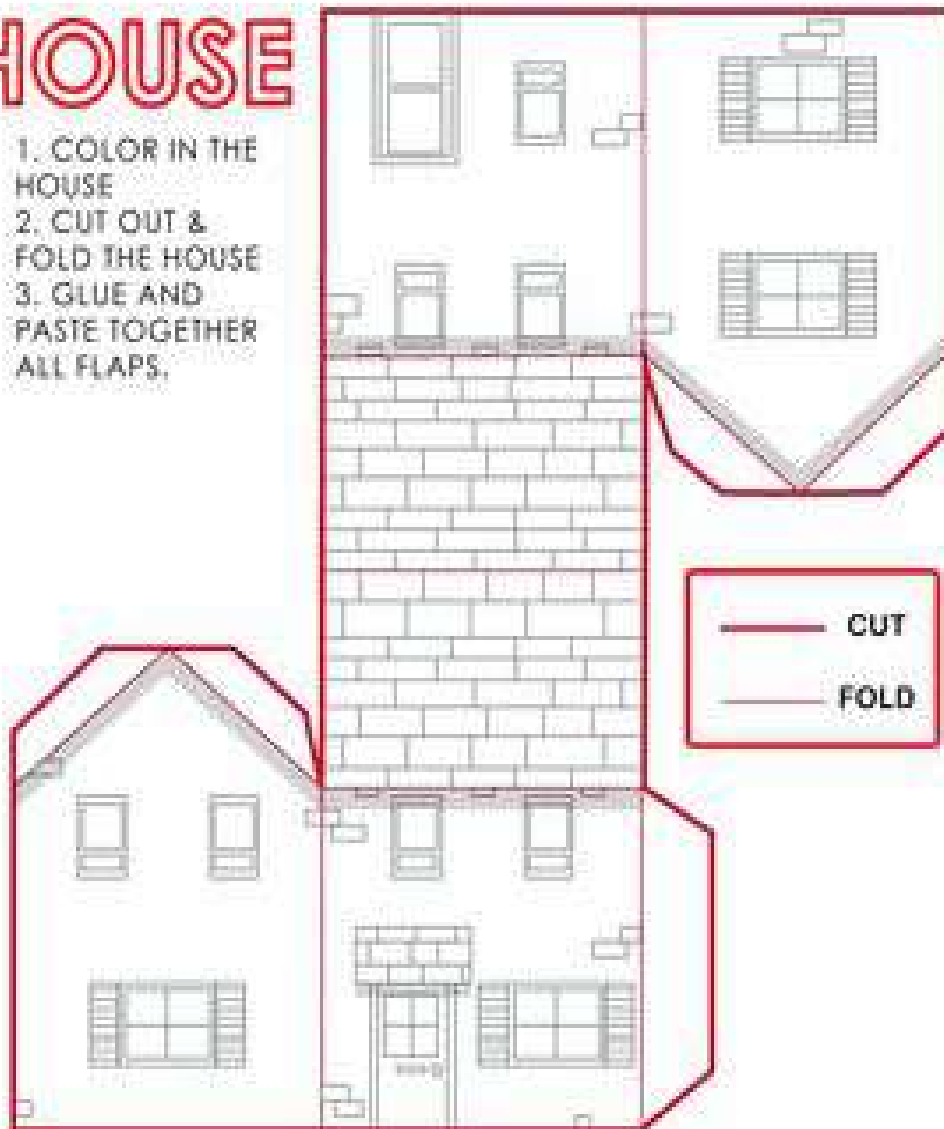 HOUSE
1. COLOR IN THE
HOUSE
2. CUT OUT &
FOLD THE HOUSE
3. GLUE AND
PASTE TOGETHER
ALL FLAPS.
CUT
FOLD